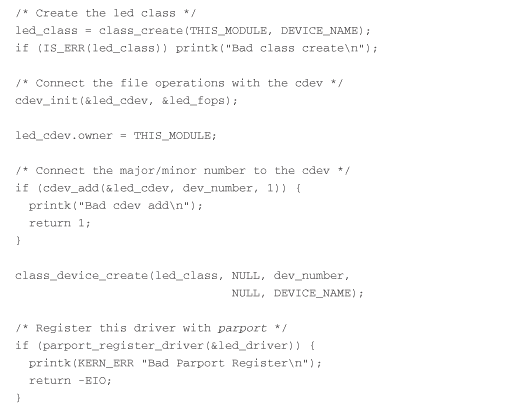 /* Create the led class */
led_class = class_create(THIS_MODULE, DEVICE_NAME);
if (IS_ERR(led_class)) printk("Bad class create\n");
/* Connect the file operations with the cdev */
cdev_init(&led_cdev, &led_fops);
led_cdev.owner = THIS_MODULE;
/* Connect the major/minor number to the cdev */
if (cdev_add(&led_cdev, dev_number, 1)) {
  printk("Bad cdev add\n");
  return 1;
}
class_device_create(led_class, NULL, dev_number,
                               NULL, DEVICE_NAME);
/* Register this driver with parport */
if (parport_register_driver(&led_driver)) {
  printk(KERN_ERR "Bad Parport Register\n");
  return -EIO;
}